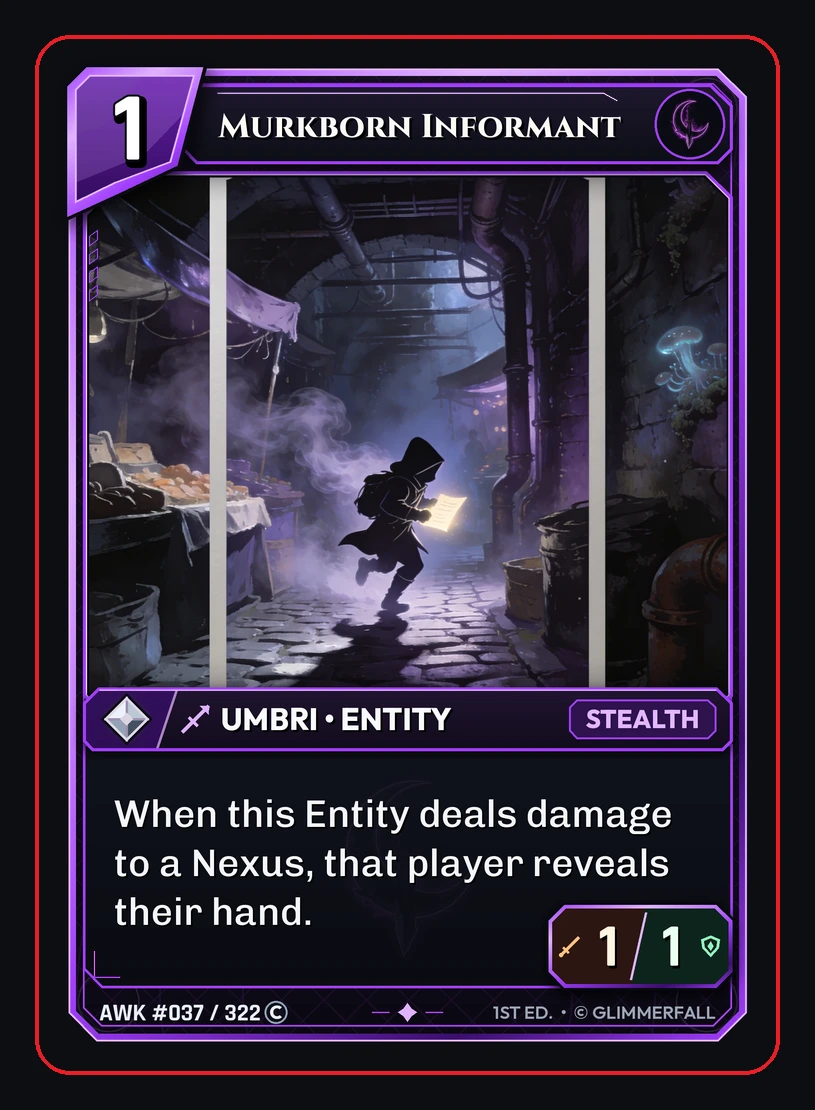 1
MURKBORN INFORMANT
UMBRI • ENTITY
STEALTH
When this Entity deals damage
to a Nexus, that player reveals
their hand.
1 / 1
AWK #037 / 322 Ⓒ
1ST ED. • © GLIMMERFALL